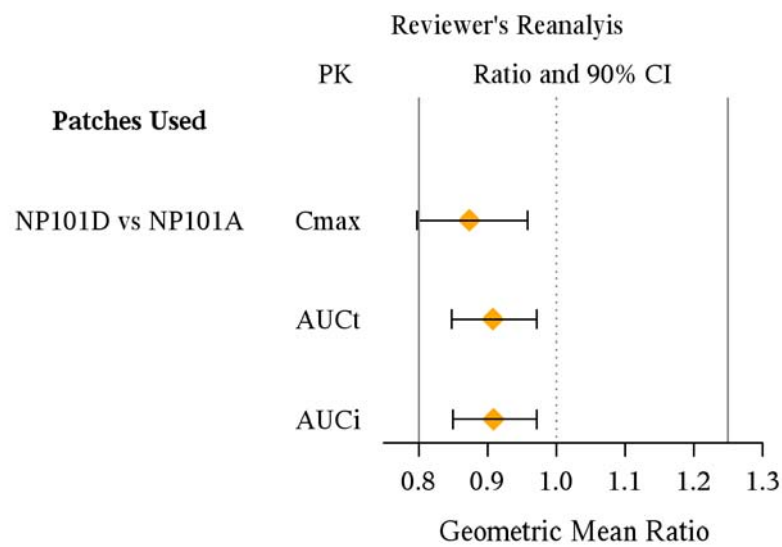 Reviewer's Reanalyis
PK Ratio and 90% CI
Patches Used
NP101D vs NP101A Cmax
AUCt
AUCi
0.8 0.9 1.0 1.1 1.2 1.3
Geometric Mean Ratio